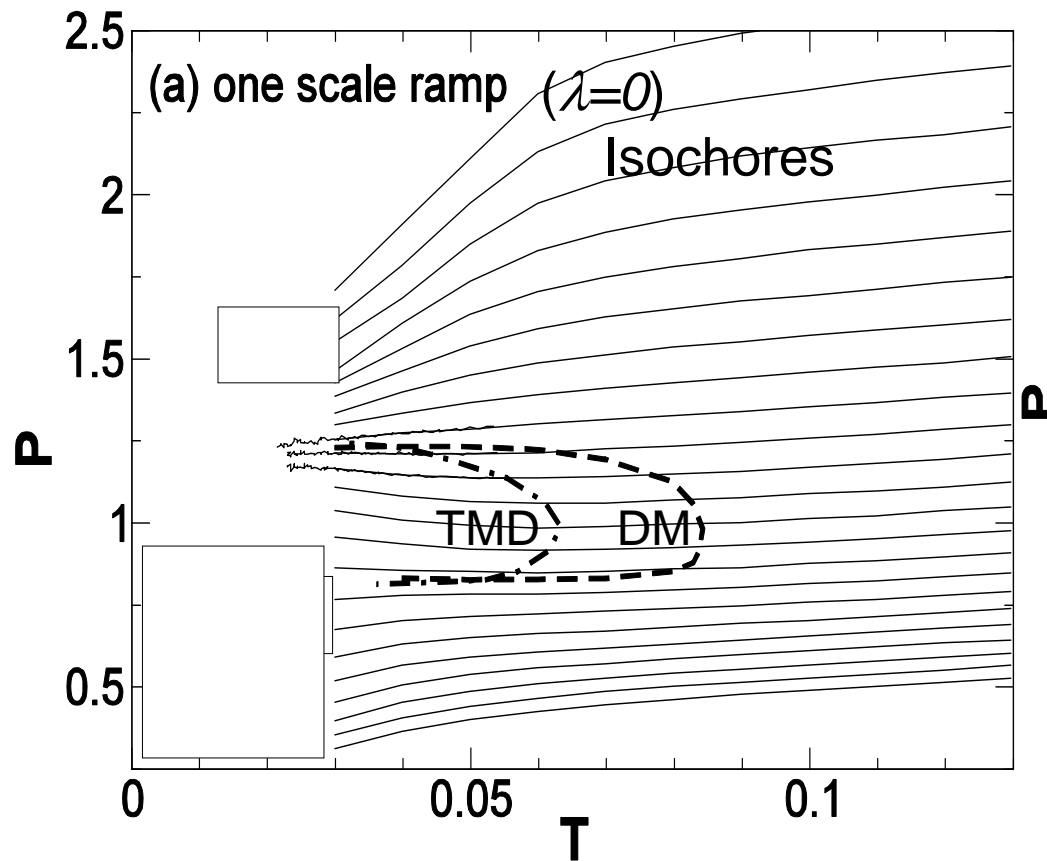 2.5
(a) one scale ramp (λ=0)
Isochores
2
1.5
P
P
1
TMD
DM
0.5
0
0.05
0.1
T